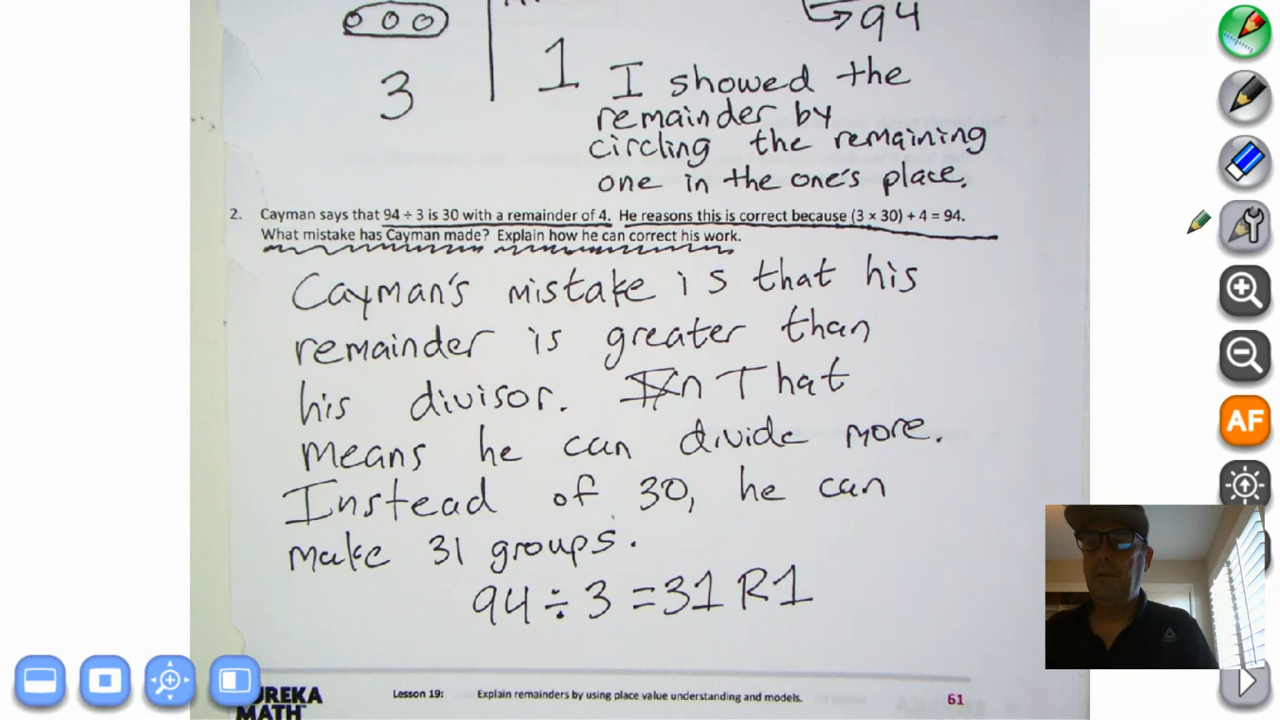 94
3
1
I showed the
remainder by
circling the remaining
one in the one's place.
2. Cayman says that 94 ÷ 3 is 30 with a remainder of 4. He reasons this is correct because (3 × 30) + 4 = 94.
What mistake has Cayman made? Explain how he can correct his work.
Cayman's mistake is that his
remainder is greater than
his divisor. That
means he can divide more.
Instead of 30, he can
make 31 groups.
94 ÷ 3 = 31 R1
AF
EUREKA
MATH™
Lesson 19: Explain remainders by using place value understanding and models.
61